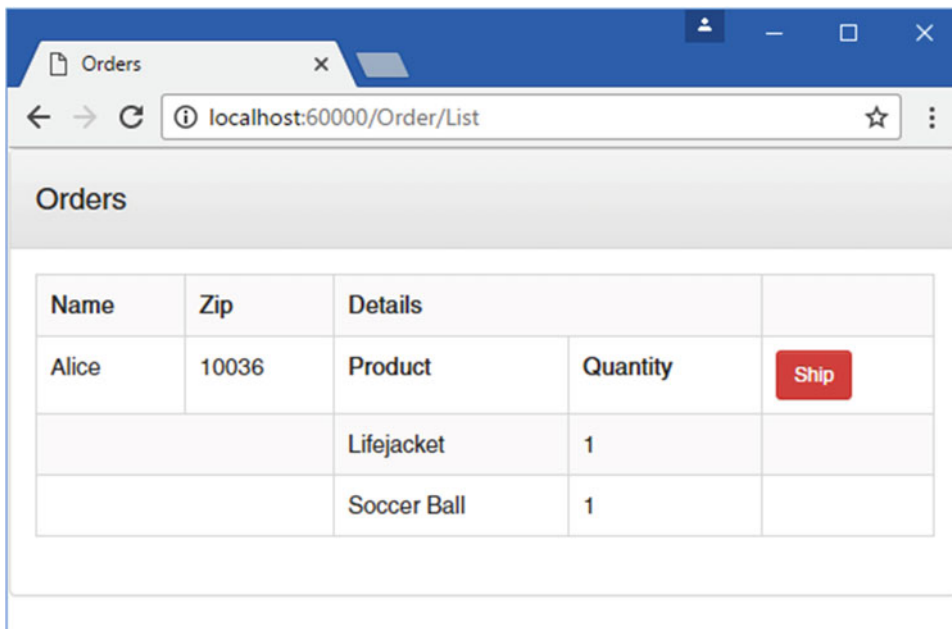 Orders
localhost:60000/Order/List
Orders
Name Zip Details
Alice 10036 Product Quantity Ship
Lifejacket 1
Soccer Ball 1